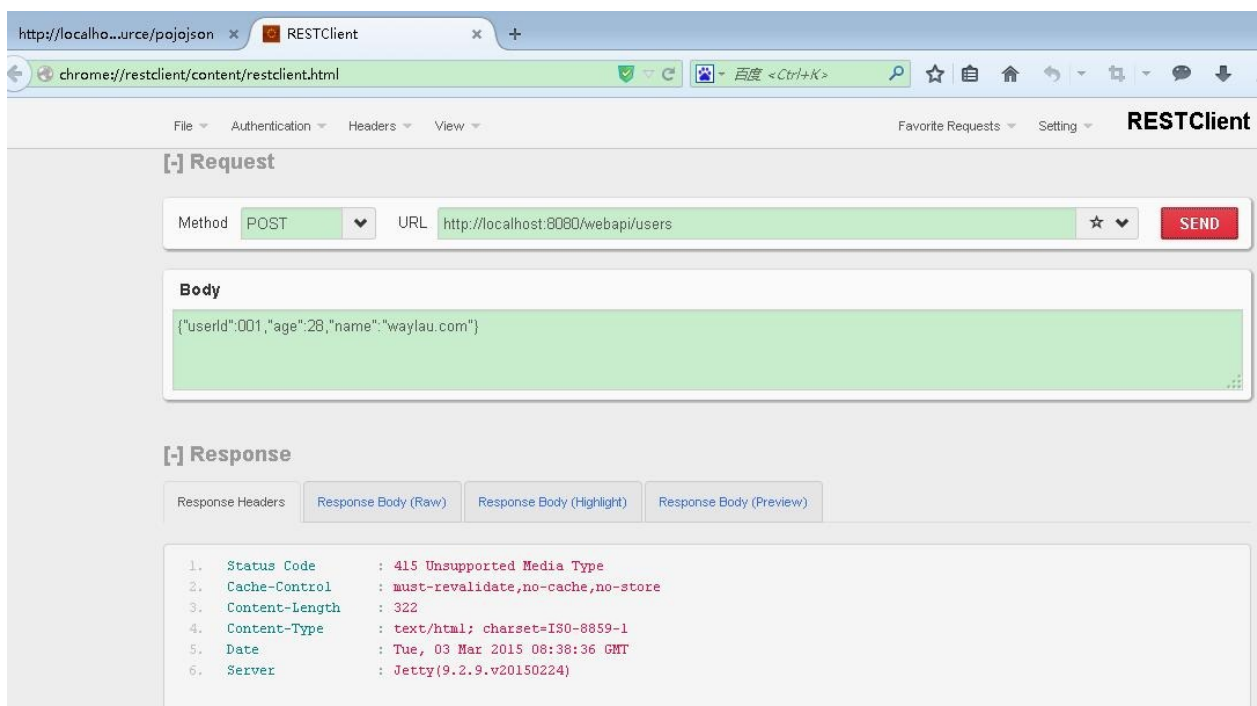 http://localho...urce/pojojson × RESTClient × +
chrome://restclient/content/restclient.html 百度 <Ctrl+K>
File Authentication Headers View Favorite Requests Setting RESTClient
[-] Request
Method POST URL http://localhost:8080/webapi/users SEND
Body
{"userId":001,"age":28,"name":"waylau.com"}
[-] Response
Response Headers Response Body (Raw) Response Body (Highlight) Response Body (Preview)
1. Status Code : 415 Unsupported Media Type
2. Cache-Control : must-revalidate,no-cache,no-store
3. Content-Length : 322
4. Content-Type : text/html; charset=ISO-8859-1
5. Date : Tue, 03 Mar 2015 08:38:36 GMT
6. Server : Jetty(9.2.9.v20150224)